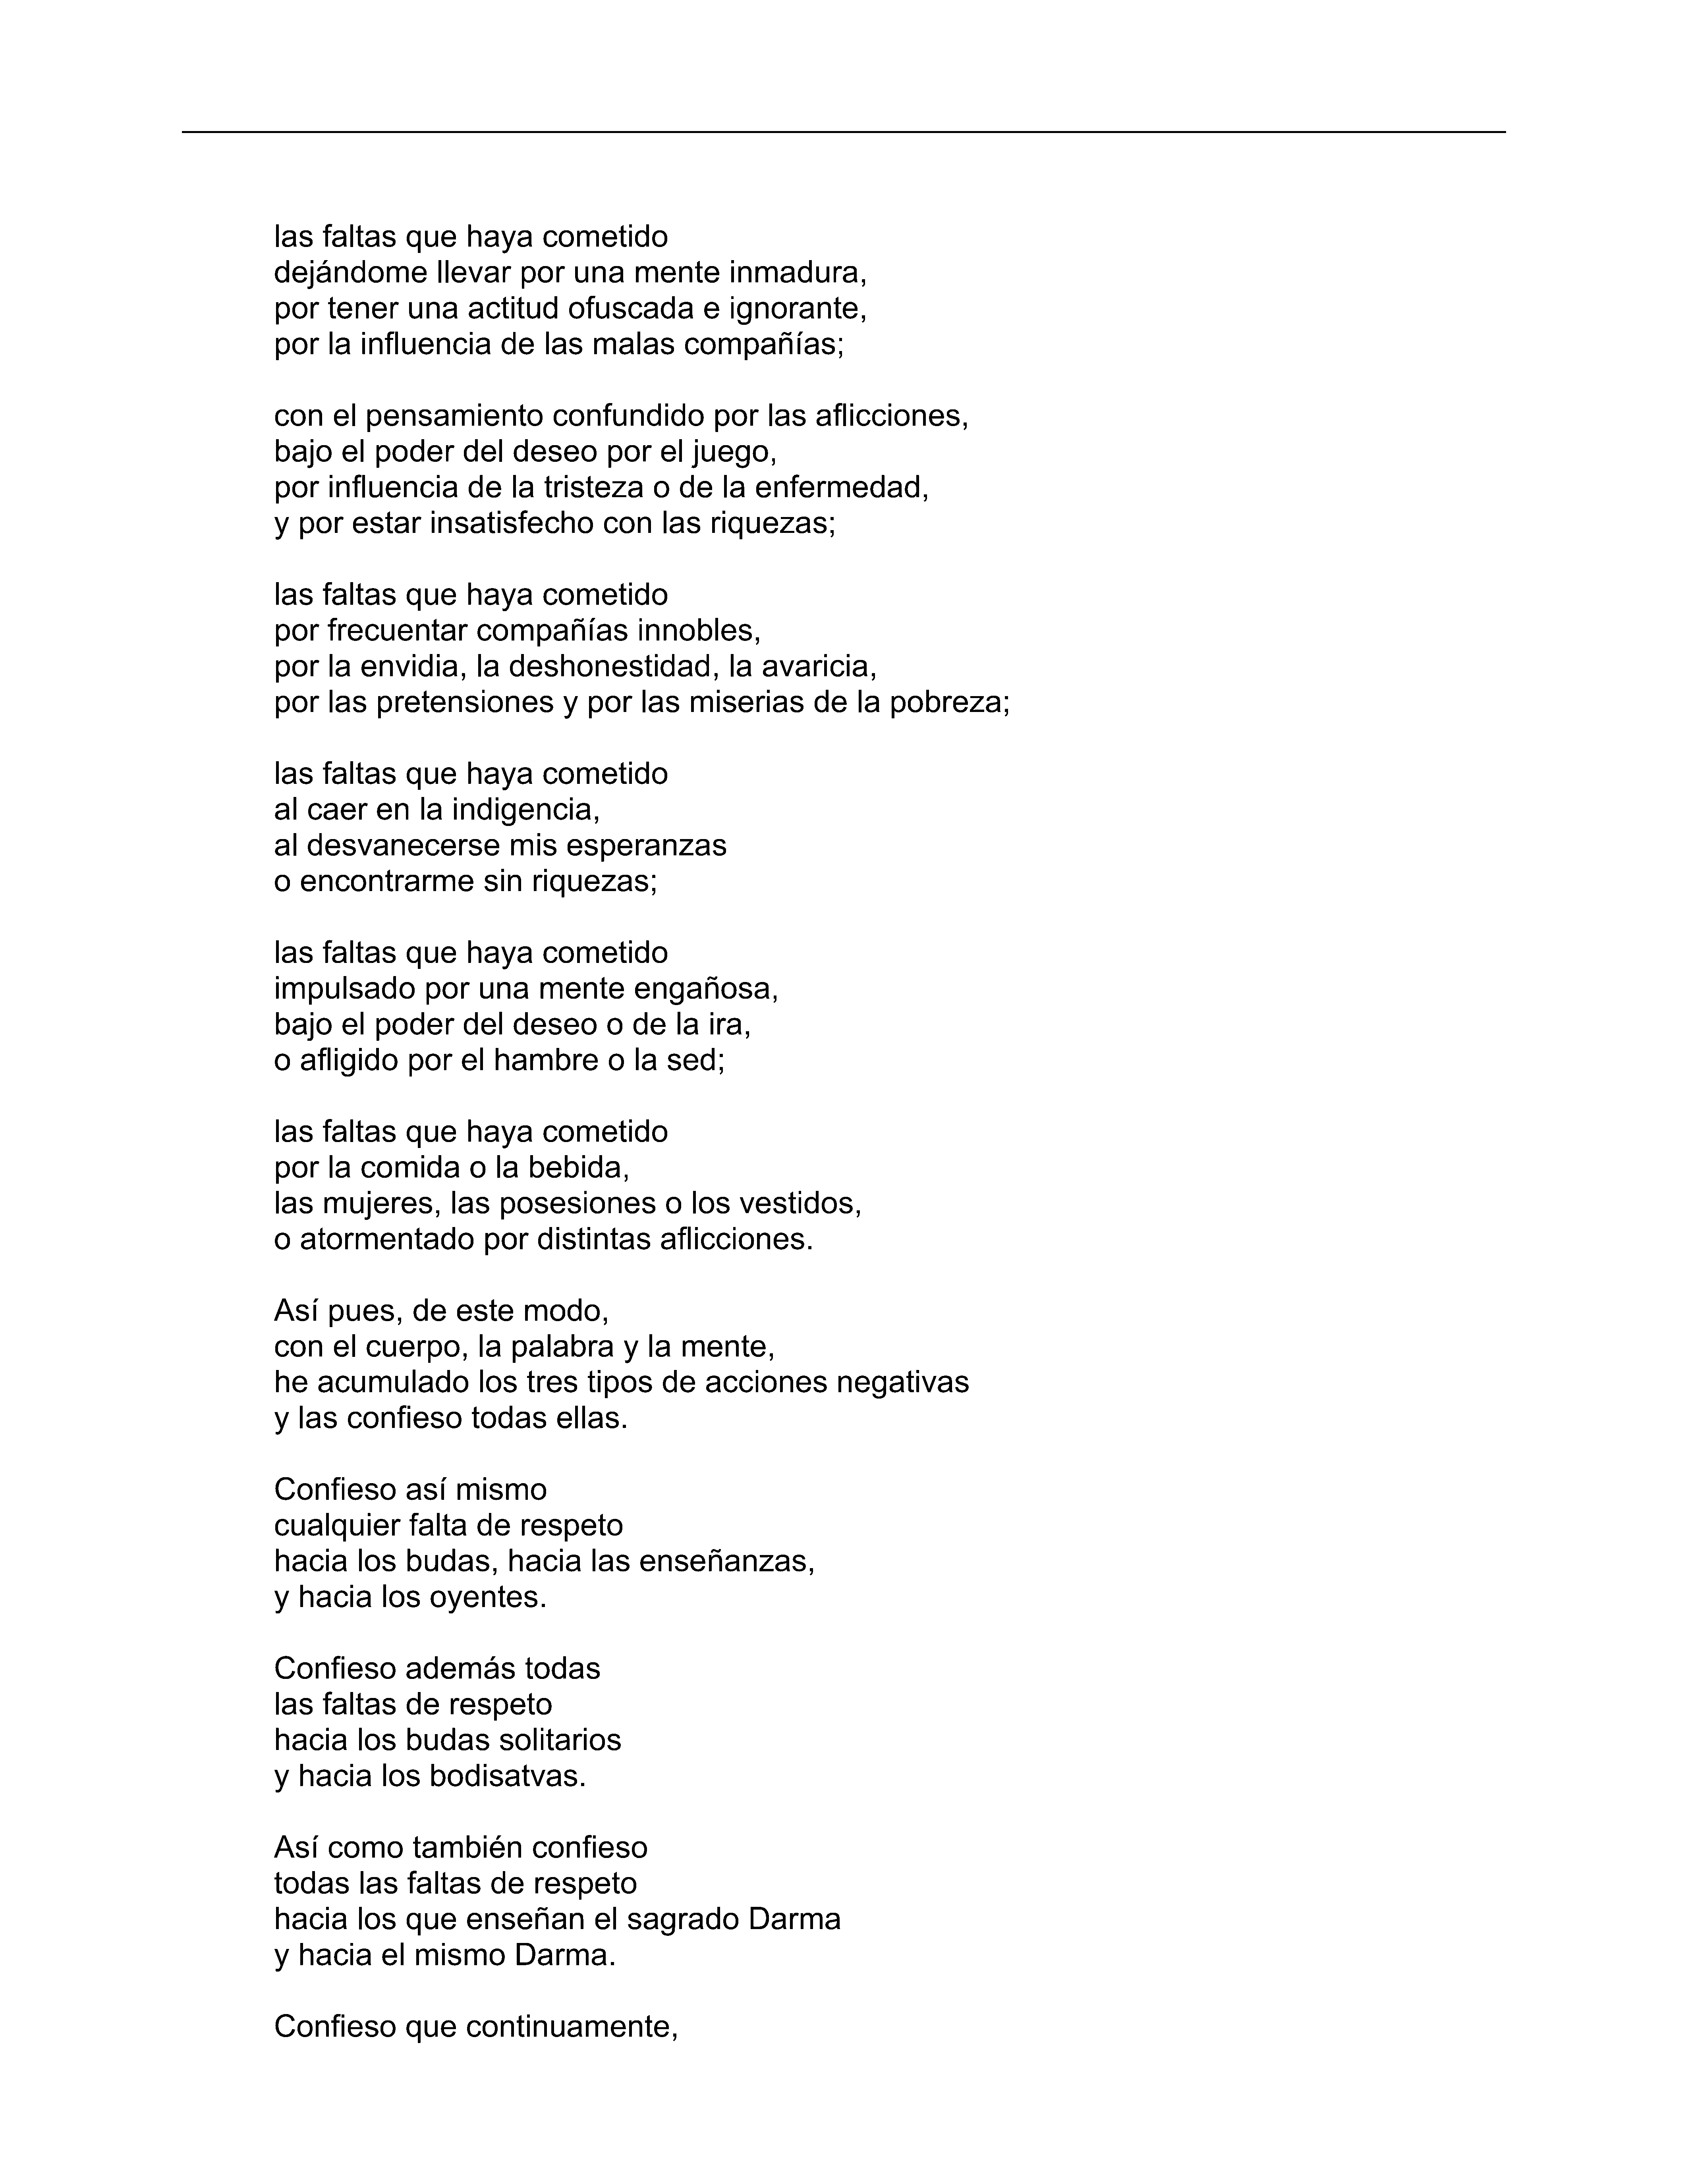 las faltas que haya cometido
dejándome llevar por una mente inmadura,
por tener una actitud ofuscada e ignorante,
por la influencia de las malas compañías;
con el pensamiento confundido por las aflicciones,
bajo el poder del deseo por el juego,
por influencia de la tristeza o de la enfermedad,
y por estar insatisfecho con las riquezas;
las faltas que haya cometido
por frecuentar compañías innobles,
por la envidia, la deshonestidad, la avaricia,
por las pretensiones y por las miserias de la pobreza;
las faltas que haya cometido
al caer en la indigencia,
al desvanecerse mis esperanzas
o encontrarme sin riquezas;
las faltas que haya cometido
impulsado por una mente engañosa,
bajo el poder del deseo o de la ira,
o afligido por el hambre o la sed;
las faltas que haya cometido
por la comida o la bebida,
las mujeres, las posesiones o los vestidos,
o atormentado por distintas aflicciones.
Así pues, de este modo,
con el cuerpo, la palabra y la mente,
he acumulado los tres tipos de acciones negativas
y las confieso todas ellas.
Confieso así mismo
cualquier falta de respeto
hacia los budas, hacia las enseñanzas,
y hacia los oyentes.
Confieso además todas
las faltas de respeto
hacia los budas solitarios
y hacia los bodisatvas.
Así como también confieso
todas las faltas de respeto
hacia los que enseñan el sagrado Darma
y hacia el mismo Darma.
Confieso que continuamente,